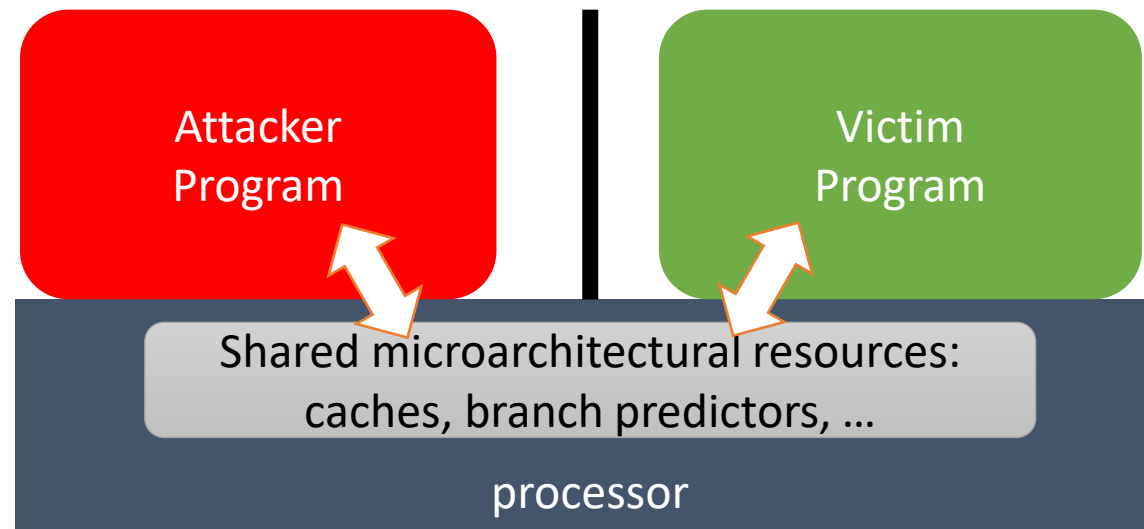 Attacker
Program
Victim
Program
Shared microarchitectural resources:
caches, branch predictors, …
processor